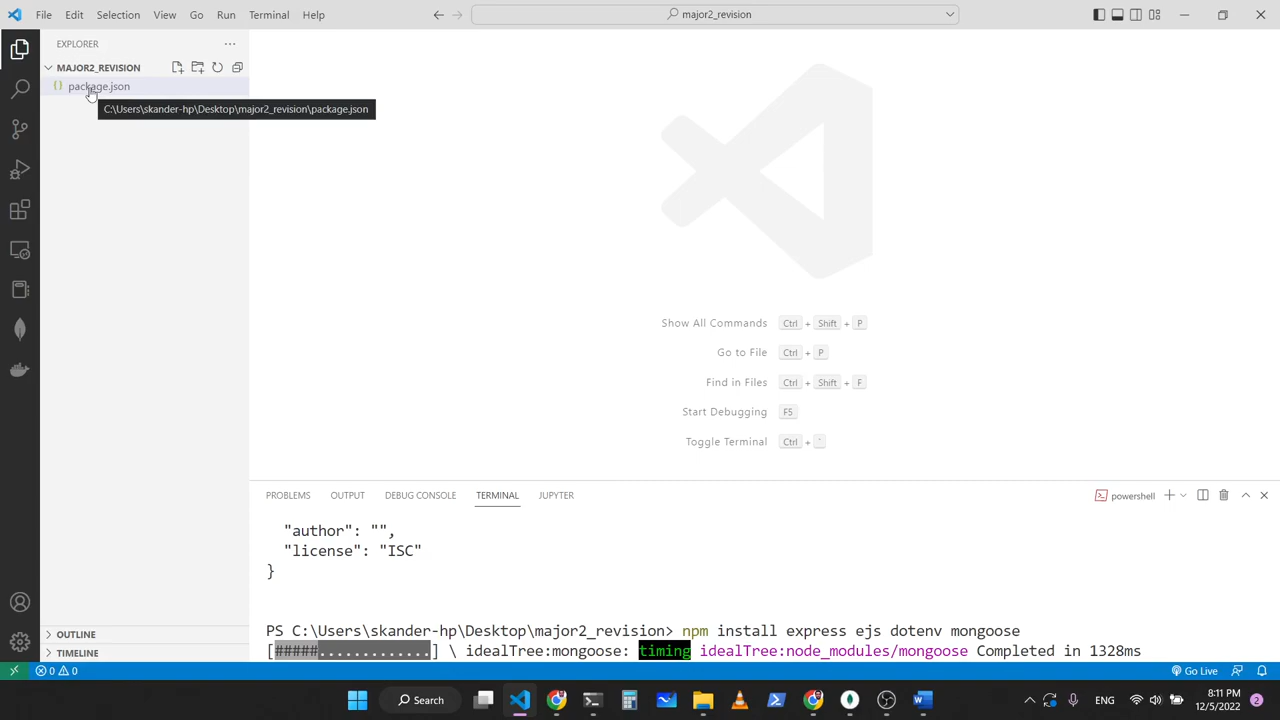 File Edit Selection View Go Run Terminal Help
major2_revision
EXPLORER
MAJOR2_REVISION
package.json
C:\Users\skander-hp\Desktop\major2_revision\package.json
Show All Commands Ctrl + Shift + P
Go to File Ctrl + P
Find in Files Ctrl + Shift + F
Start Debugging F5
Toggle Terminal Ctrl + `
PROBLEMS OUTPUT DEBUG CONSOLE TERMINAL JUPYTER
powershell
"author": "",
"license": "ISC"
}
PS C:\Users\skander-hp\Desktop\major2_revision> npm install express ejs dotenv mongoose
[#####.............] \ idealTree:mongoose: timing idealTree:node_modules/mongoose Completed in 1328ms
OUTLINE
TIMELINE
0 0
Go Live
Search
ENG
8:11 PM
12/5/2022
2